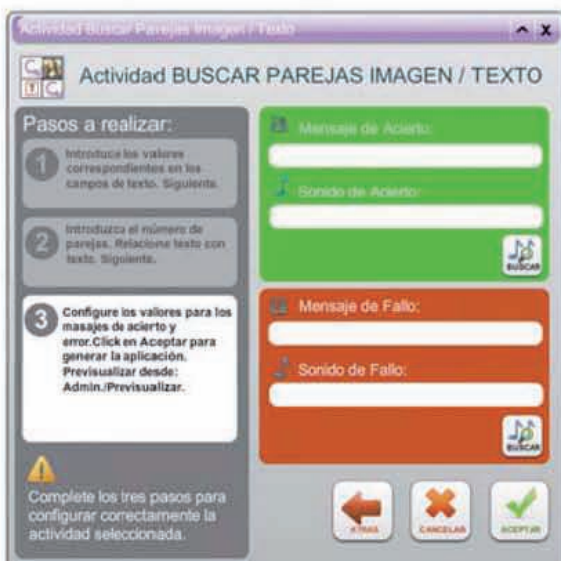 Actividad Buscar Parejas Imagen / Texto
Actividad BUSCAR PAREJAS IMAGEN / TEXTO
Pasos a realizar:
1
Introduce los valores
correspondientes en los
campos de texto. Siguiente.
2
Introduzca el número de
parejas. Relacione texto con
texto. Siguiente.
3
Configure los valores para los
masajes de acierto y
error.Click en Aceptar para
generar la aplicación.
Previsualizar desde:
Admin./Previsualizar.
Complete los tres pasos para
configurar correctamente la
actividad seleccionada.
Mensaje de Acierto:
Sonido de Acierto:
BUSCAR
Mensaje de Fallo:
Sonido de Fallo:
BUSCAR
ATRAS
CANCELAR
ACEPTAR